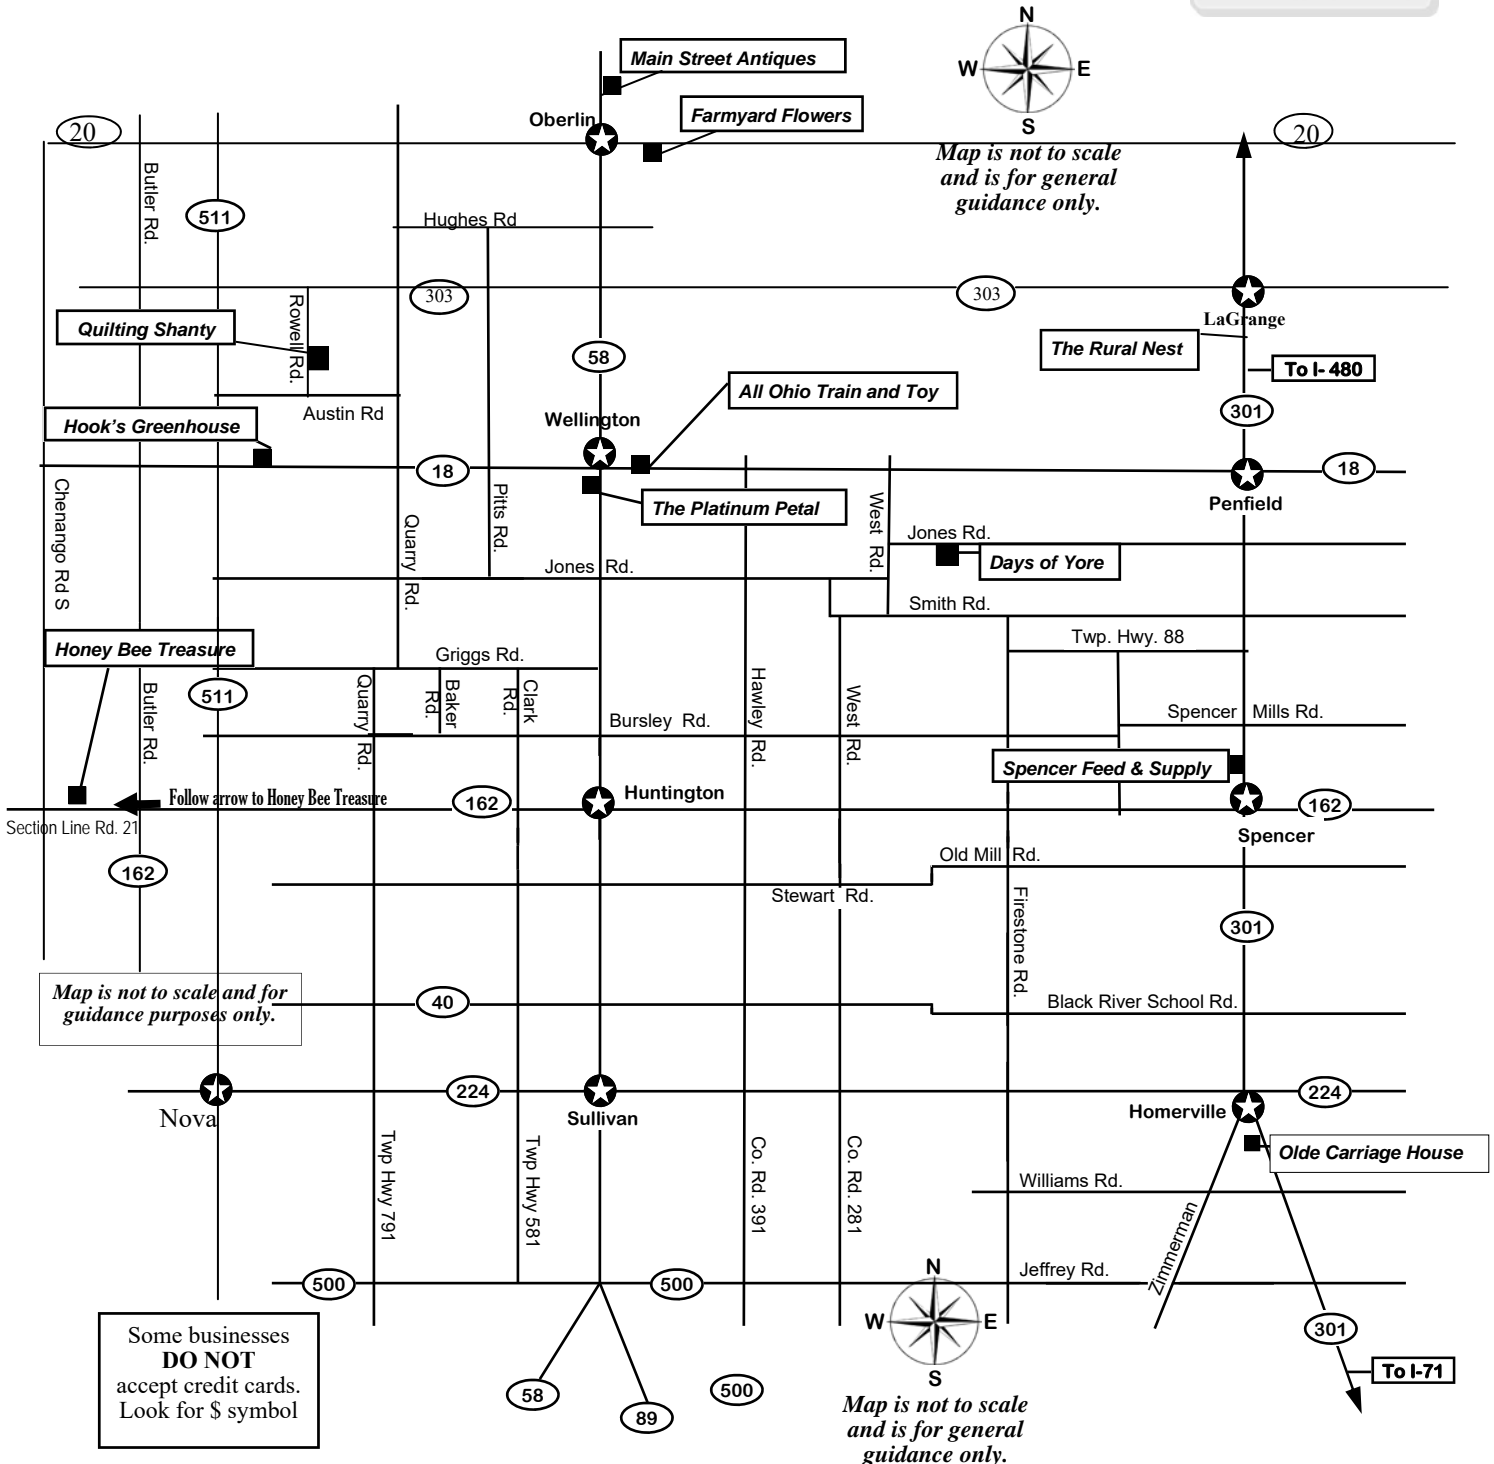 N
Main Street Antiques
W E
Farmyard Flowers
Oberlin
S
20
20
Map is not to scale
and is for general
guidance only.
Butler Rd.
511
Hughes Rd
303
303
Rowell Rd.
LaGrange
Quilting Shanty
The Rural Nest
58
To I- 480
All Ohio Train and Toy
Austin Rd
Wellington
301
Hook's Greenhouse
18
18
Penfield
Chenango Rd S
Pitts Rd.
The Platinum Petal
West Rd.
Quarry Rd.
Jones Rd.
Days of Yore
Jones Rd.
Smith Rd.
Twp. Hwy. 88
Honey Bee Treasure
Griggs Rd.
Quarry Rd.
Baker Rd.
Clark Rd.
Hawley Rd.
West Rd.
Butler Rd.
511
Bursley Rd.
Spencer Mills Rd.
Spencer Feed & Supply
Follow arrow to Honey Bee Treasure
162
Huntington
162
Section Line Rd. 21
Spencer
162
Old Mill Rd.
Stewart Rd.
Firestone Rd.
301
Map is not to scale and for
guidance purposes only.
40
Black River School Rd.
224
224
Nova
Sullivan
Homerville
Twp Hwy 791
Twp Hwy 581
Co. Rd. 391
Co. Rd. 281
Olde Carriage House
Williams Rd.
Zimmerman
500
500
N
Jeffrey Rd.
W E
S
301
Some businesses
DO NOT
accept credit cards.
Look for $ symbol
To I-71
58
89
500
Map is not to scale
and is for general
guidance only.